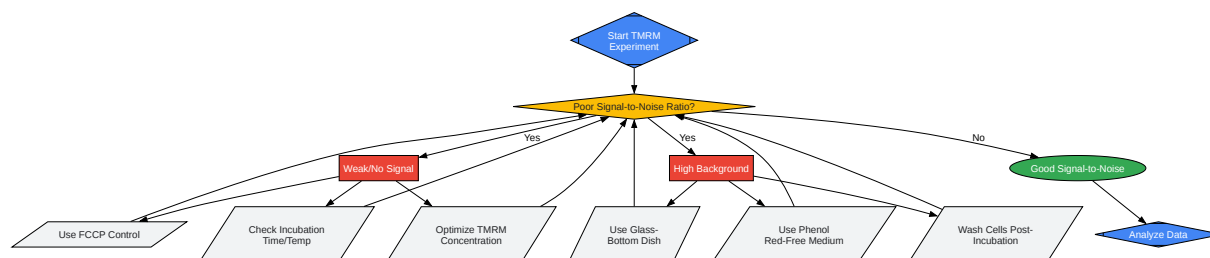 Start TMRM
Experiment
Poor Signal-to-Noise Ratio?
Yes
Yes
No
Weak/No Signal
High Background
Good Signal-to-Noise
Use FCCP Control
Check Incubation
Time/Temp
Optimize TMRM
Concentration
Use Glass-
Bottom Dish
Use Phenol
Red-Free Medium
Wash Cells Post-
Incubation
Analyze Data